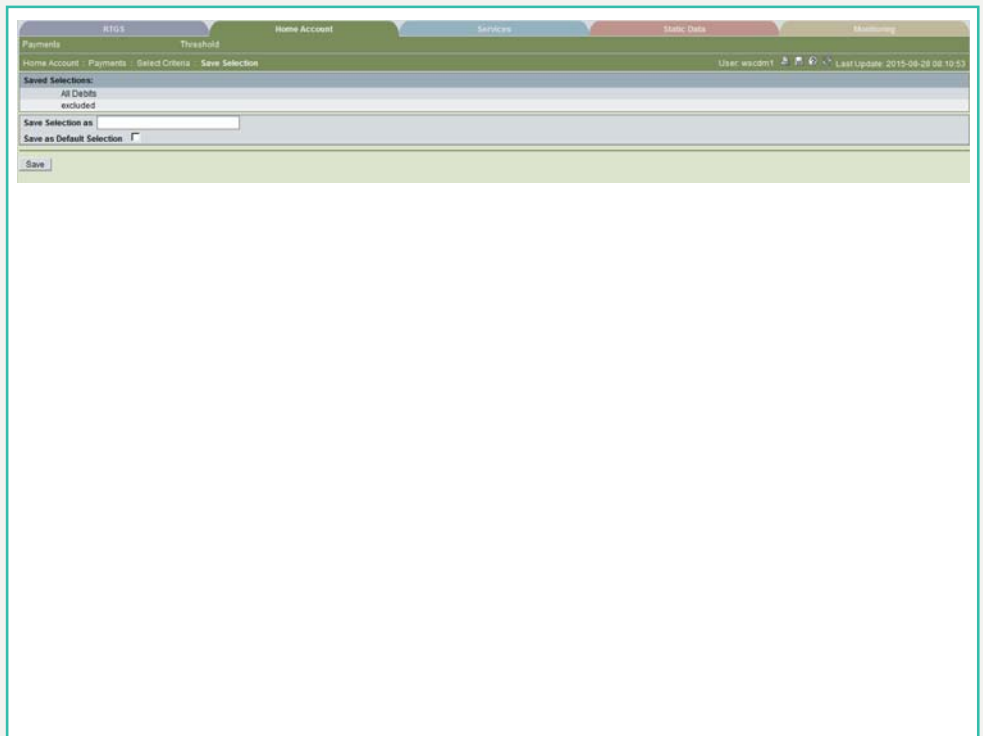 RTGS Home Account Services Static Data Monitoring
Payments Threshold
Home Account : Payments : Select Criteria : Save Selection User: wscdm1 Last Update: 2015-08-28 08:10:53
Saved Selections:
All Debits
excluded
Save Selection as
Save as Default Selection
Save